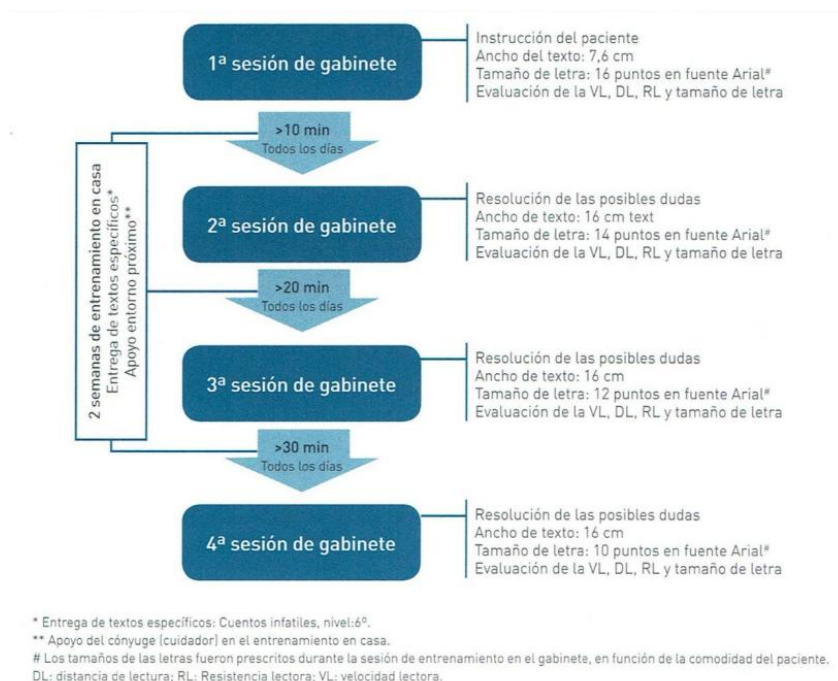 1ª sesión de gabinete
Instrucción del paciente
Ancho del texto: 7,6 cm
Tamaño de letra: 16 puntos en fuente Arial#
Evaluación de la VL, DL, RL y tamaño de letra
>10 min
Todos los días
2 semanas de entrenamiento en casa
Entrega de textos específicos*
Apoyo entorno próximo**
2ª sesión de gabinete
Resolución de las posibles dudas
Ancho de texto: 16 cm text
Tamaño de letra: 14 puntos en fuente Arial#
Evaluación de la VL, DL, RL y tamaño de letra
>20 min
Todos los días
3ª sesión de gabinete
Resolución de las posibles dudas
Ancho de texto: 16 cm
Tamaño de letra: 12 puntos en fuente Arial#
Evaluación de la VL, DL, RL y tamaño de letra
>30 min
Todos los días
4ª sesión de gabinete
Resolución de las posibles dudas
Ancho de texto: 16 cm
Tamaño de letra: 10 puntos en fuente Arial#
Evaluación de la VL, DL, RL y tamaño de letra
* Entrega de textos específicos: Cuentos infatiles, nivel:6º.
** Apoyo del cónyuge (cuidador) en el entrenamiento en casa.
# Los tamaños de las letras fueron prescritos durante la sesión de entrenamiento en el gabinete, en función de la comodidad del paciente.
DL: distancia de lectura; RL: Resistencia lectora; VL: velocidad lectora.